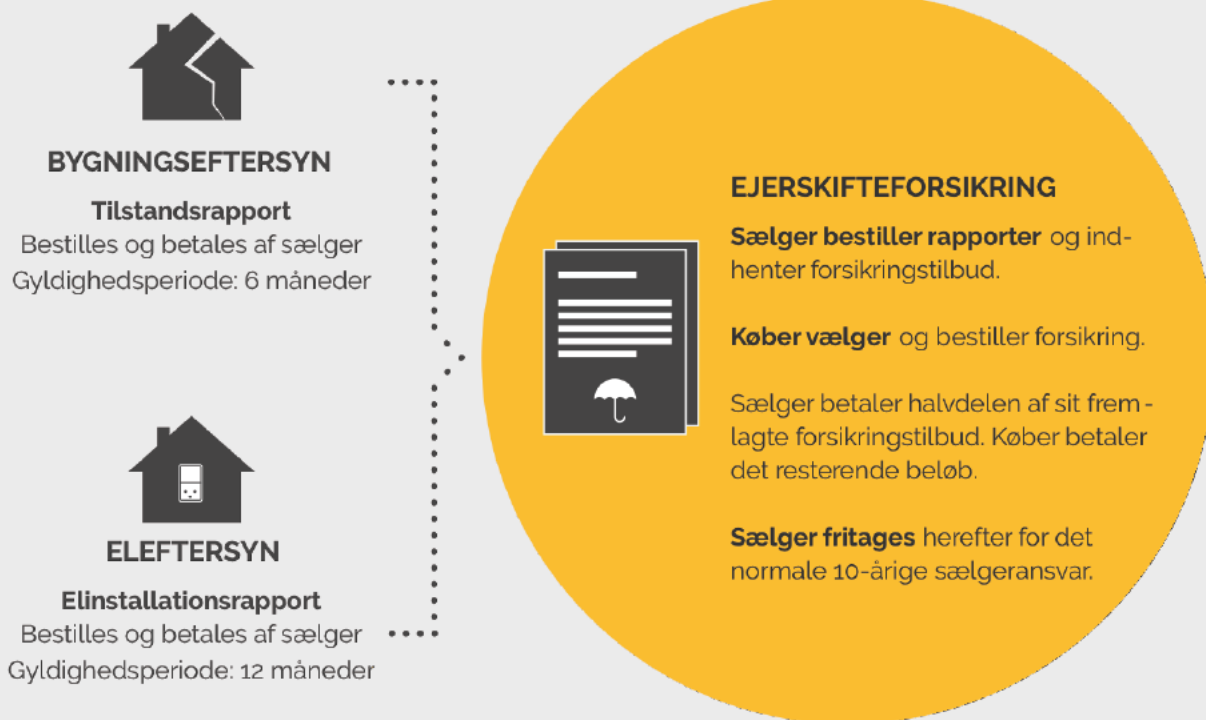 BYGNINGSEFTERSYN
Tilstandsrapport
Bestilles og betales af sælger
Gyldighedsperiode: 6 måneder
ELEFTERSYN
Elinstallationsrapport
Bestilles og betales af sælger
Gyldighedsperiode: 12 måneder
EJERSKIFTEFORSIKRING
Sælger bestiller rapporter og ind-
henter forsikringstilbud.
Køber vælger og bestiller forsikring.
Sælger betaler halvdelen af sit frem-
lagte forsikringstilbud. Køber betaler
det resterende beløb.
Sælger fritages herefter for det
normale 10-årige sælgeransvar.